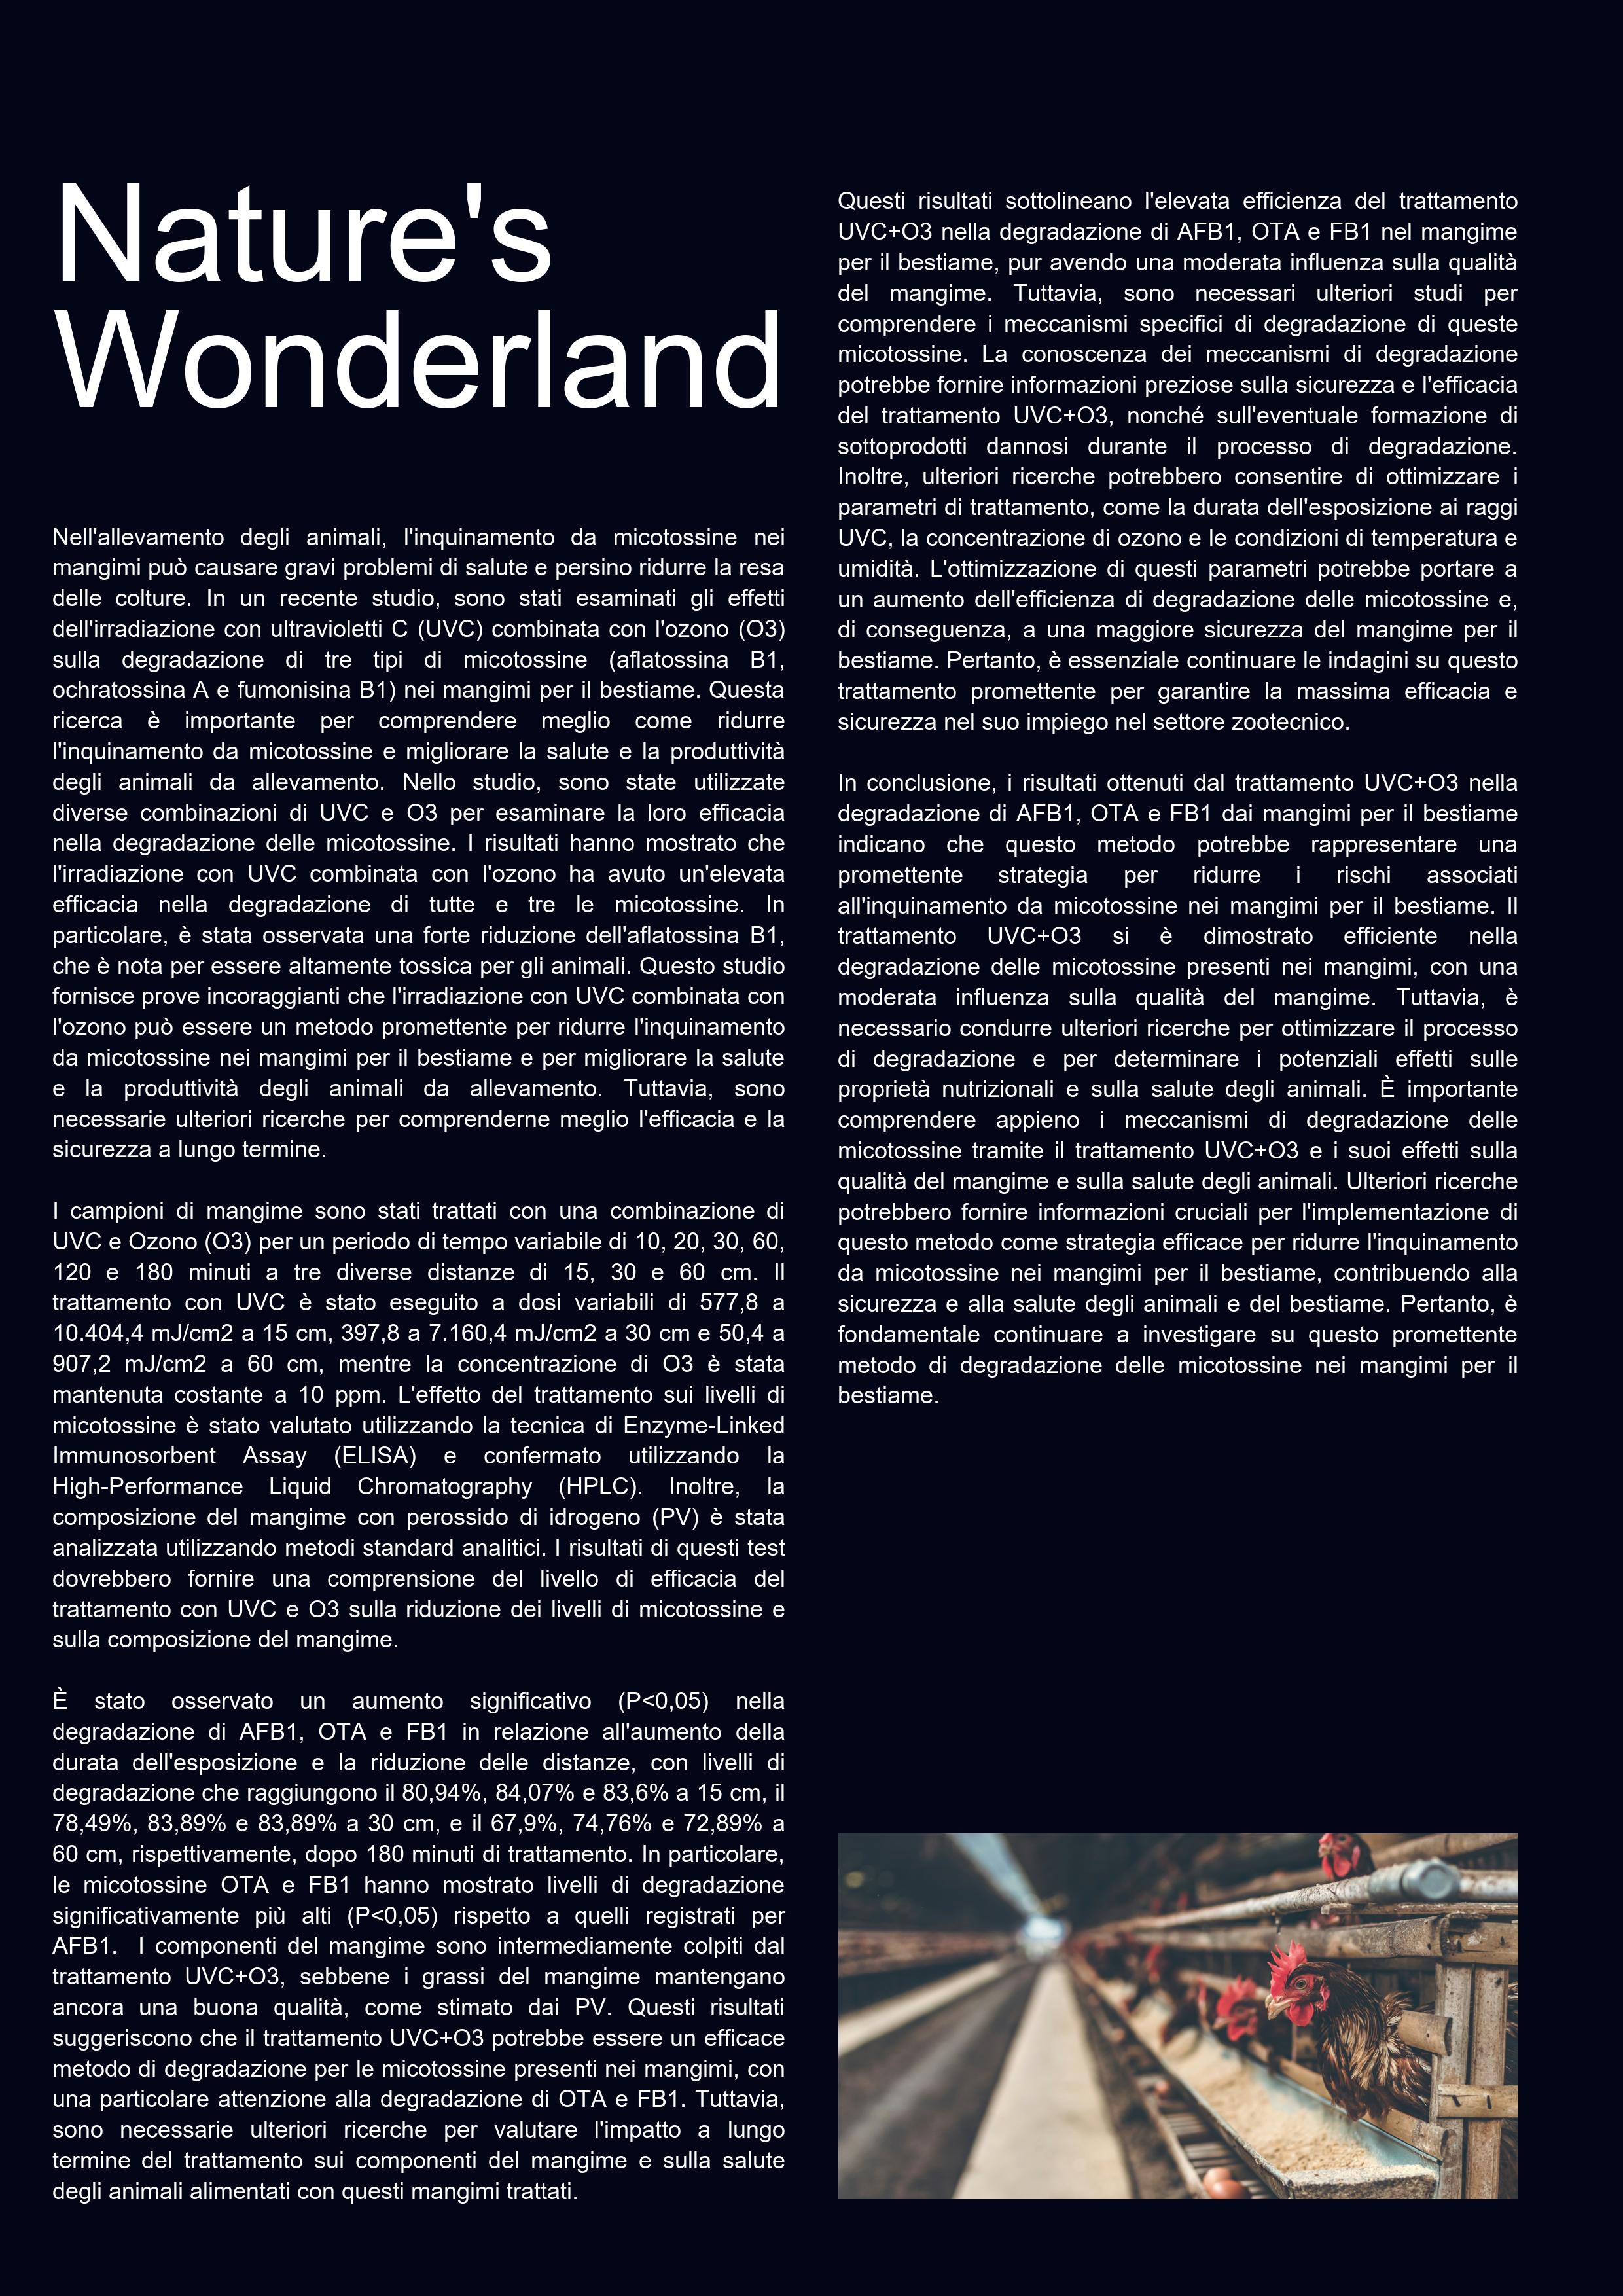 Nature's
Wonderland
Nell'allevamento degli animali, l'inquinamento da micotossine nei
mangimi può causare gravi problemi di salute e persino ridurre la resa
delle colture. In un recente studio, sono stati esaminati gli effetti
dell'irradiazione con ultravioletti C (UVC) combinata con l'ozono (O3)
sulla degradazione di tre tipi di micotossine (aflatossina B1,
ochratossina A e fumonisina B1) nei mangimi per il bestiame. Questa
ricerca è importante per comprendere meglio come ridurre
l'inquinamento da micotossine e migliorare la salute e la produttività
degli animali da allevamento. Nello studio, sono state utilizzate
diverse combinazioni di UVC e O3 per esaminare la loro efficacia
nella degradazione delle micotossine. I risultati hanno mostrato che
l'irradiazione con UVC combinata con l'ozono ha avuto un'elevata
efficacia nella degradazione di tutte e tre le micotossine. In
particolare, è stata osservata una forte riduzione dell'aflatossina B1,
che è nota per essere altamente tossica per gli animali. Questo studio
fornisce prove incoraggianti che l'irradiazione con UVC combinata con
l'ozono può essere un metodo promettente per ridurre l'inquinamento
da micotossine nei mangimi per il bestiame e per migliorare la salute
e la produttività degli animali da allevamento. Tuttavia, sono
necessarie ulteriori ricerche per comprenderne meglio l'efficacia e la
sicurezza a lungo termine.
I campioni di mangime sono stati trattati con una combinazione di
UVC e Ozono (O3) per un periodo di tempo variabile di 10, 20, 30, 60,
120 e 180 minuti a tre diverse distanze di 15, 30 e 60 cm. Il
trattamento con UVC è stato eseguito a dosi variabili di 577,8 a
10.404,4 mJ/cm2 a 15 cm, 397,8 a 7.160,4 mJ/cm2 a 30 cm e 50,4 a
907,2 mJ/cm2 a 60 cm, mentre la concentrazione di O3 è stata
mantenuta costante a 10 ppm. L'effetto del trattamento sui livelli di
micotossine è stato valutato utilizzando la tecnica di Enzyme-Linked
Immunosorbent Assay (ELISA) e confermato utilizzando la
High-Performance Liquid Chromatography (HPLC). Inoltre, la
composizione del mangime con perossido di idrogeno (PV) è stata
analizzata utilizzando metodi standard analitici. I risultati di questi test
dovrebbero fornire una comprensione del livello di efficacia del
trattamento con UVC e O3 sulla riduzione dei livelli di micotossine e
sulla composizione del mangime.
È stato osservato un aumento significativo (P<0,05) nella
degradazione di AFB1, OTA e FB1 in relazione all'aumento della
durata dell'esposizione e la riduzione delle distanze, con livelli di
degradazione che raggiungono il 80,94%, 84,07% e 83,6% a 15 cm, il
78,49%, 83,89% e 83,89% a 30 cm, e il 67,9%, 74,76% e 72,89% a
60 cm, rispettivamente, dopo 180 minuti di trattamento. In particolare,
le micotossine OTA e FB1 hanno mostrato livelli di degradazione
significativamente più alti (P<0,05) rispetto a quelli registrati per
AFB1. I componenti del mangime sono intermediamente colpiti dal
trattamento UVC+O3, sebbene i grassi del mangime mantengano
ancora una buona qualità, come stimato dai PV. Questi risultati
suggeriscono che il trattamento UVC+O3 potrebbe essere un efficace
metodo di degradazione per le micotossine presenti nei mangimi, con
una particolare attenzione alla degradazione di OTA e FB1. Tuttavia,
sono necessarie ulteriori ricerche per valutare l'impatto a lungo
termine del trattamento sui componenti del mangime e sulla salute
degli animali alimentati con questi mangimi trattati.
Questi risultati sottolineano l'elevata efficienza del trattamento
UVC+O3 nella degradazione di AFB1, OTA e FB1 nel mangime
per il bestiame, pur avendo una moderata influenza sulla qualità
del mangime. Tuttavia, sono necessari ulteriori studi per
comprendere i meccanismi specifici di degradazione di queste
micotossine. La conoscenza dei meccanismi di degradazione
potrebbe fornire informazioni preziose sulla sicurezza e l'efficacia
del trattamento UVC+O3, nonché sull'eventuale formazione di
sottoprodotti dannosi durante il processo di degradazione.
Inoltre, ulteriori ricerche potrebbero consentire di ottimizzare i
parametri di trattamento, come la durata dell'esposizione ai raggi
UVC, la concentrazione di ozono e le condizioni di temperatura e
umidità. L'ottimizzazione di questi parametri potrebbe portare a
un aumento dell'efficienza di degradazione delle micotossine e,
di conseguenza, a una maggiore sicurezza del mangime per il
bestiame. Pertanto, è essenziale continuare le indagini su questo
trattamento promettente per garantire la massima efficacia e
sicurezza nel suo impiego nel settore zootecnico.
In conclusione, i risultati ottenuti dal trattamento UVC+O3 nella
degradazione di AFB1, OTA e FB1 dai mangimi per il bestiame
indicano che questo metodo potrebbe rappresentare una
promettente strategia per ridurre i rischi associati
all'inquinamento da micotossine nei mangimi per il bestiame. Il
trattamento UVC+O3 si è dimostrato efficiente nella
degradazione delle micotossine presenti nei mangimi, con una
moderata influenza sulla qualità del mangime. Tuttavia, è
necessario condurre ulteriori ricerche per ottimizzare il processo
di degradazione e per determinare i potenziali effetti sulle
proprietà nutrizionali e sulla salute degli animali. È importante
comprendere appieno i meccanismi di degradazione delle
micotossine tramite il trattamento UVC+O3 e i suoi effetti sulla
qualità del mangime e sulla salute degli animali. Ulteriori ricerche
potrebbero fornire informazioni cruciali per l'implementazione di
questo metodo come strategia efficace per ridurre l'inquinamento
da micotossine nei mangimi per il bestiame, contribuendo alla
sicurezza e alla salute degli animali e del bestiame. Pertanto, è
fondamentale continuare a investigare su questo promettente
metodo di degradazione delle micotossine nei mangimi per il
bestiame.